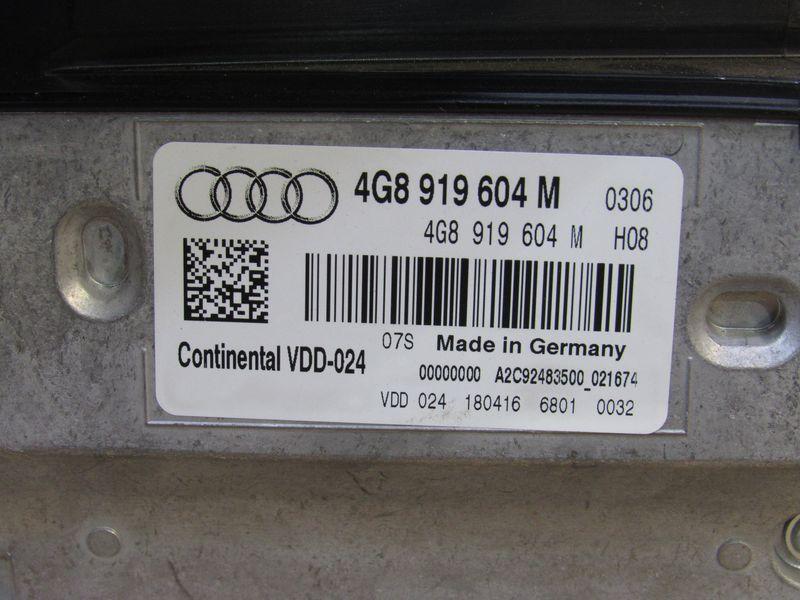 4G8 919 604 M 0306
4G8 919 604 M H08
07S Made in Germany
Continental VDD-024
00000000 A2C92483500_021674
VDD 024 180416 6801 0032